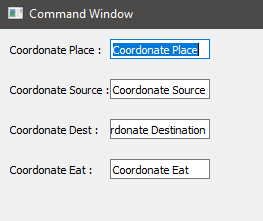 Command Window
Coordonate Place : Coordonate Place
Coordonate Source : Coordonate Source
Coordonate Dest : rdonate Destination
Coordonate Eat : Coordonate Eat